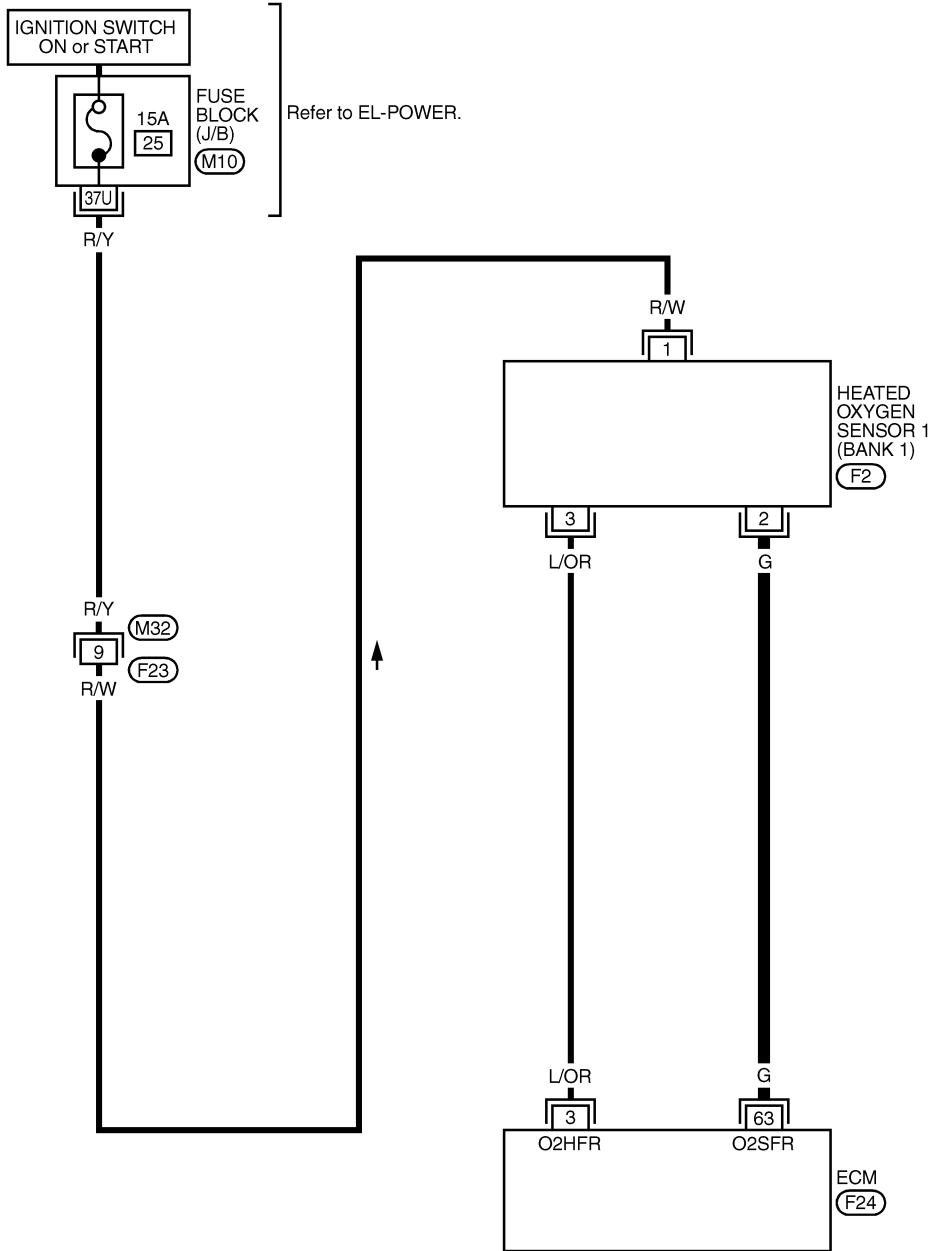 IGNITION SWITCH
ON or START
FUSE
BLOCK
(J/B)
M10
15A
25
Refer to EL-POWER.
37U
R/Y
R/W
1
HEATED
OXYGEN
SENSOR 1
(BANK 1)
F2
3
2
L/OR
G
R/Y
M32
9
F23
R/W
L/OR
G
3
63
O2HFR
O2SFR
ECM
F24